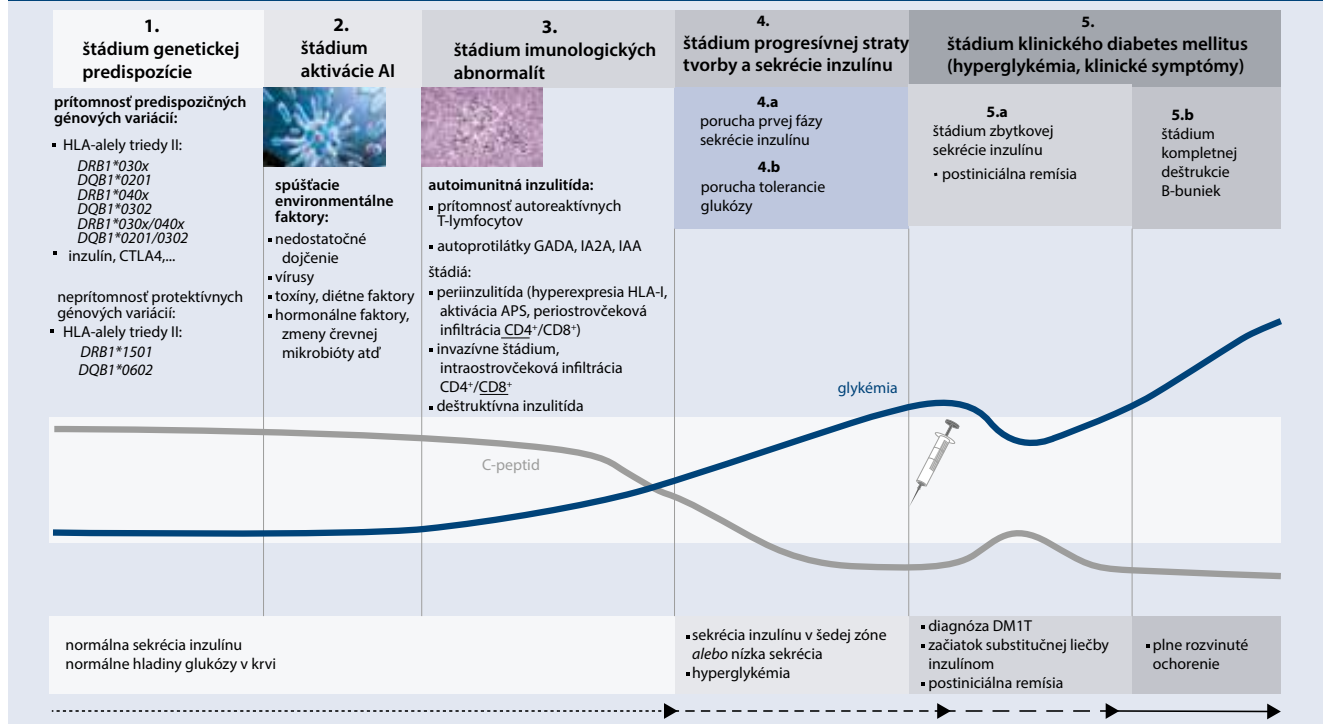 1.
štádium genetickej
predispozície
2.
štádium
aktivácie AI
3.
štádium imunologických
abnormalít
4.
štádium progresívnej straty
tvorby a sekrécie inzulínu
5.
štádium klinického diabetes mellitus
(hyperglykémia, klinické symptómy)
prítomnosť predispozičných
génových variácií:
▪ HLA-alely triedy II:
DRB1*030x
DQB1*0201
DRB1*040x
DQB1*0302
DRB1*030x/040x
DQB1*0201/0302
▪ inzulín, CTLA4,...
neprítomnosť protektívnych
génových variácií:
▪ HLA-alely triedy II:
DRB1*1501
DQB1*0602
spúšťacie
environmentálne
faktory:
▪ nedostatočné
dojčenie
▪ vírusy
▪ toxíny, diétne faktory
▪ hormonálne faktory,
zmeny črevnej
mikrobióty atď
autoimunitná inzulitída:
▪ prítomnosť autoreaktívnych
T-lymfocytov
▪ autoprotilátky GADA, IA2A, IAA
štádiá:
▪ periinzulitída (hyperexpresia HLA-I,
aktivácia APS, periostrovčeková
infiltrácia CD4⁺/CD8⁺)
▪ invazívne štádium,
intraostrovčeková infiltrácia
CD4⁺/CD8⁺
▪ deštruktívna inzulitída
4.a
porucha prvej fázy
sekrécie inzulínu
4.b
porucha tolerancie
glukózy
5.a
štádium zbytkovej
sekrécie inzulínu
▪ postiniciálna remisia
5.b
štádium
kompletnej
deštrukcie
B-buniek
glykémia
C-peptid
normálna sekrécia inzulínu
normálne hladiny glukózy v krvi
▪ sekrécia inzulínu v šedej zóne
alebo nízka sekrécia
▪ hyperglykémia
▪ diagnóza DM1T
▪ začiatok substitučnej liečby
inzulínom
▪ postiniciálna remisia
▪ plne rozvinuté
ochorenie